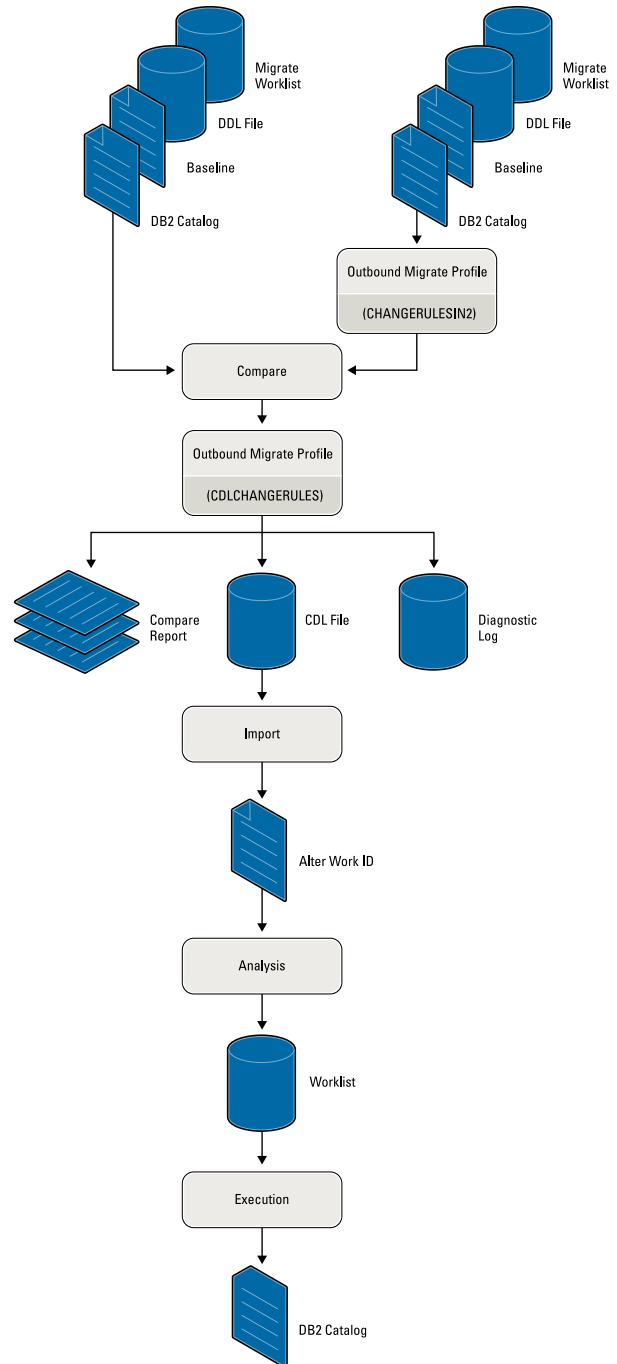 Migrate
Worklist
DDL File
Baseline
DB2 Catalog
Migrate
Worklist
DDL File
Baseline
DB2 Catalog
Outbound Migrate Profile
(CHANGERULESIN2)
Compare
Outbound Migrate Profile
(CDLCHANGERULES)
Compare
Report
CDL File
Diagnostic
Log
Import
Alter Work ID
Analysis
Worklist
Execution
DB2 Catalog